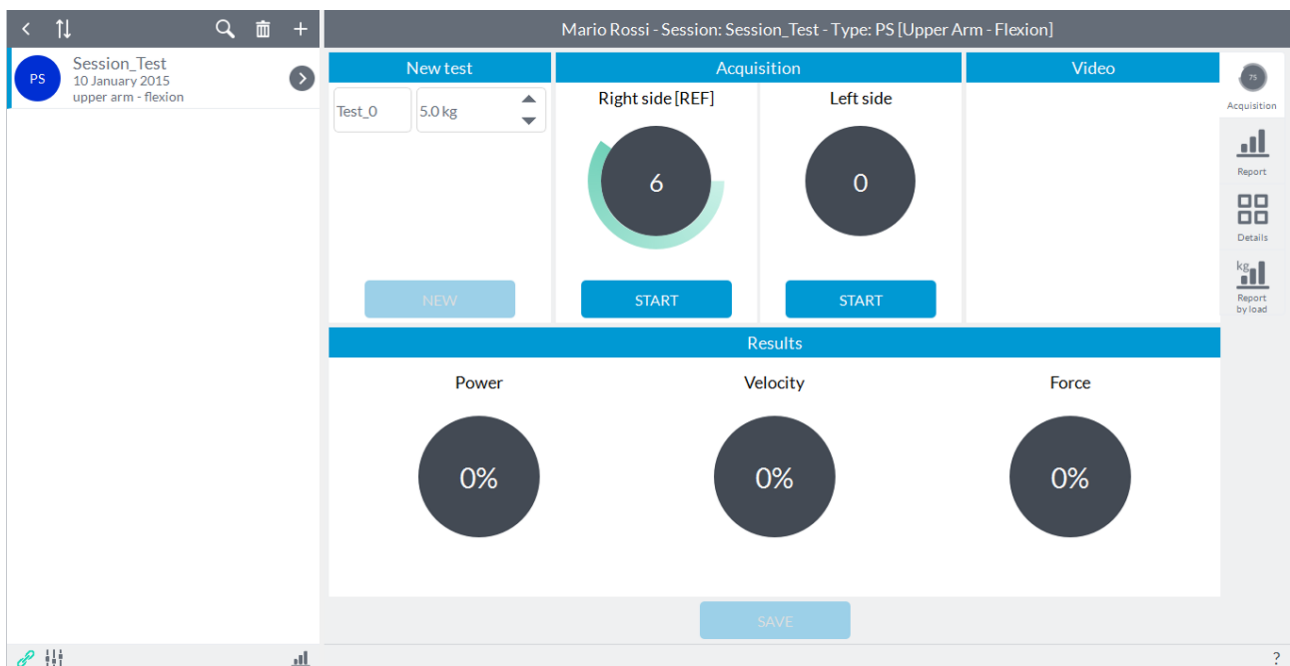 Mario Rossi - Session: Session_Test - Type: PS [Upper Arm - Flexion]
PS
Session_Test
10 January 2015
upper arm - flexion
New test
Acquisition
Video
Test_0
5.0 kg
Right side [REF]
Left side
6
0
NEW
START
START
75
Acquisition
Report
Details
kg
Report
by load
Results
Power
Velocity
Force
0%
0%
0%
SAVE
?